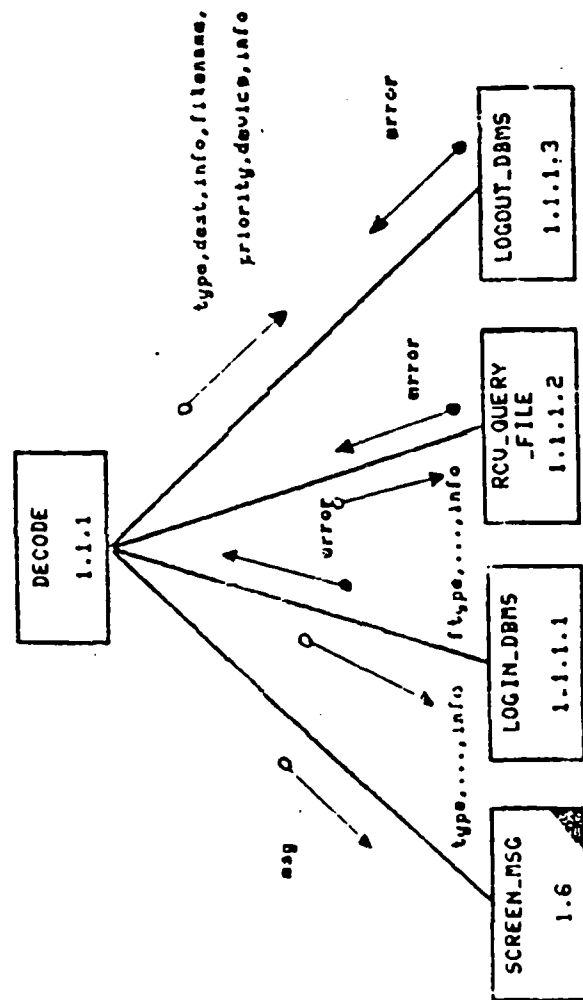 DECODE
1.1.1
type,dest,info,filename,
priority,device,info
error
msg
error
error
type,...,info
ftype,...,info
SCREEN_MSG
1.6
LOGIN_DBMS
1.1.1.1
RCV_QUERY
_FILE
1.1.1.2
LOGOUT_DBMS
1.1.1.3